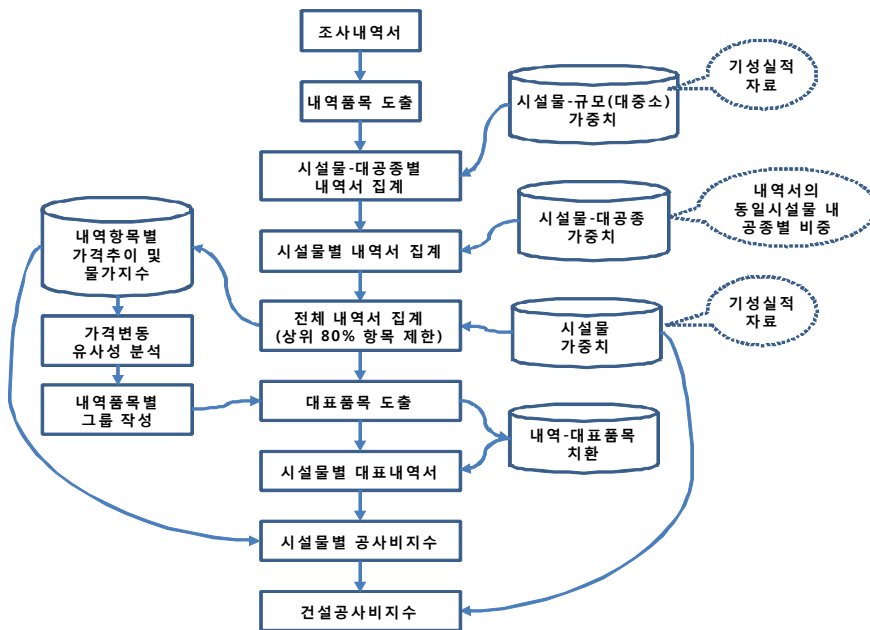 조사내역서
내역품목 도출
시설물-규모(대중소)
가중치
기성실적
자료
시설물-대공종별
내역서 집계
내역항목별
가격추이 및
물가지수
시설물별 내역서 집계
시설물-대공종
가중치
내역서의
동일시설물 내
공종별 비중
가격변동
유사성 분석
전체 내역서 집계
(상위 80% 항목 제한)
시설물
가중치
기성실적
자료
내역품목별
그룹 작성
대표품목 도출
내역-대표품목
치환
시설물별 대표내역서
시설물별 공사비지수
건설공사비지수